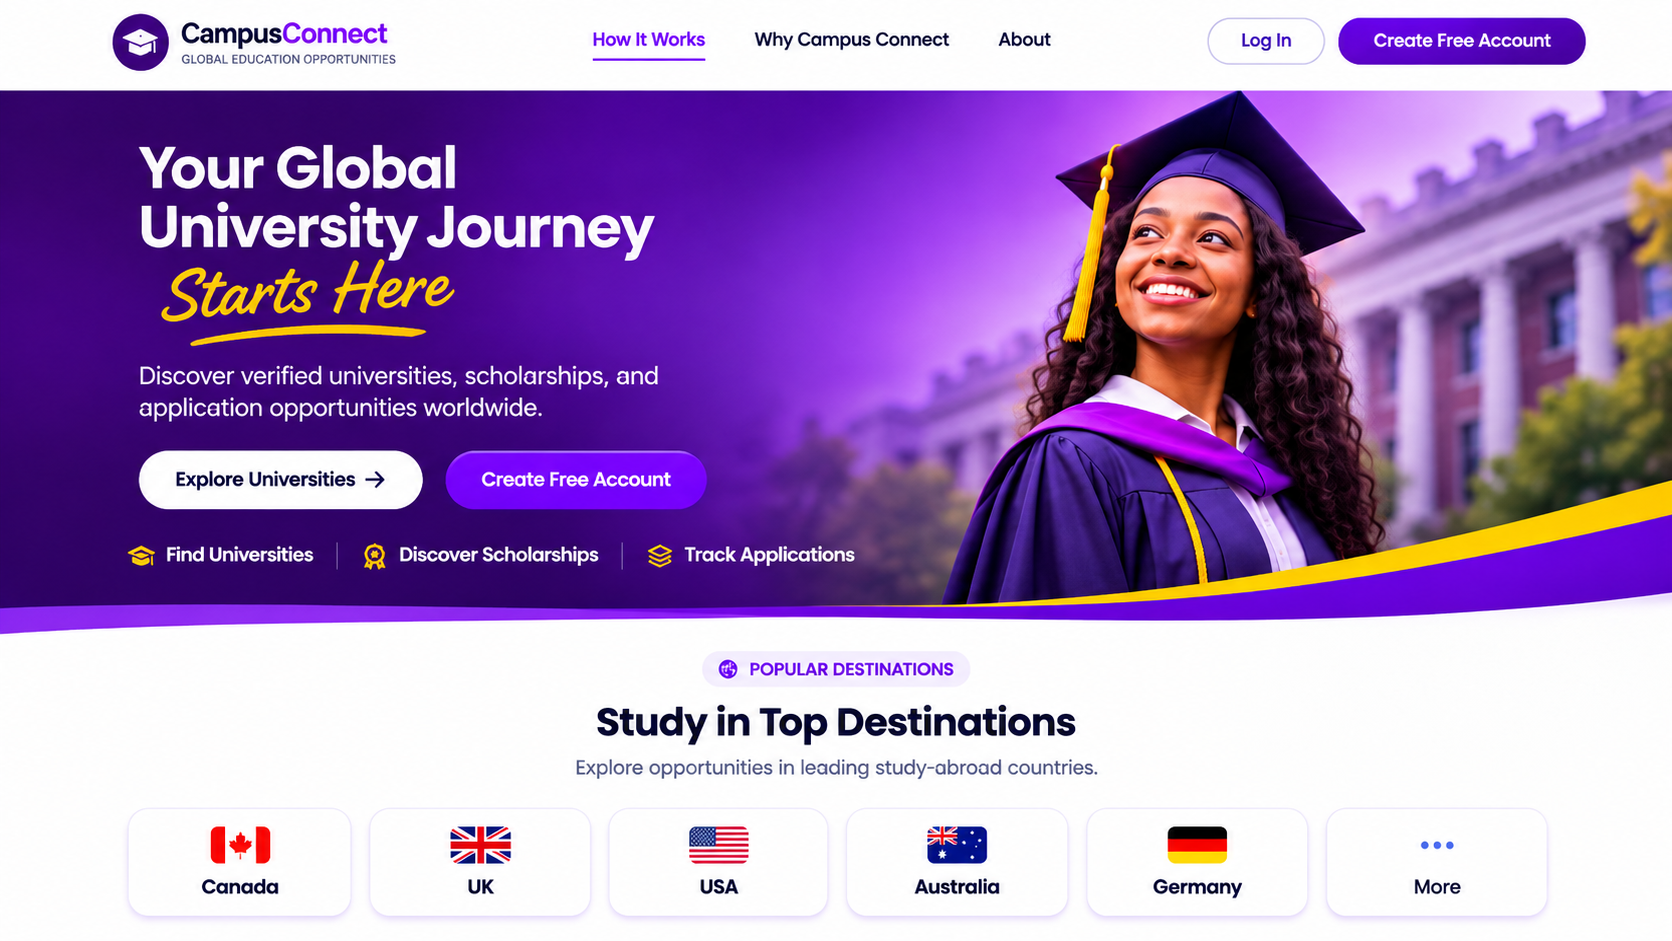 CampusConnect
GLOBAL EDUCATION OPPORTUNITIES
How It Works
Why Campus Connect
About
Log In
Create Free Account
Your Global
University Journey
Starts Here
Discover verified universities, scholarships, and
application opportunities worldwide.
Explore Universities →
Create Free Account
Find Universities
Discover Scholarships
Track Applications
POPULAR DESTINATIONS
Study in Top Destinations
Explore opportunities in leading study-abroad countries.
Canada
UK
USA
Australia
Germany
More